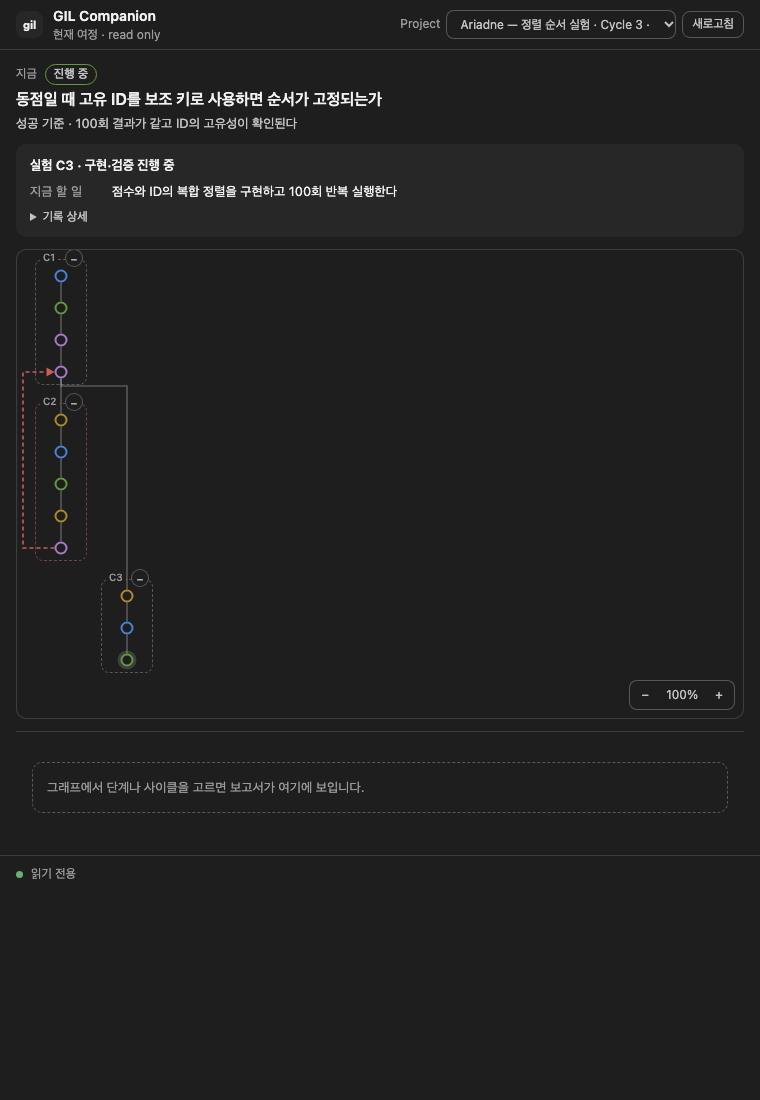 gil
GIL Companion
현재 여정 · read only
Project
Ariadne — 정렬 순서 실험 · Cycle 3 ·
새로고침
지금
진행 중
동점일 때 고유 ID를 보조 키로 사용하면 순서가 고정되는가
성공 기준 · 100회 결과가 같고 ID의 고유성이 확인된다
실험 C3 · 구현·검증 진행 중
지금 할 일 점수와 ID의 복합 정렬을 구현하고 100회 반복 실행한다
▶ 기록 상세
C1 −
C2 −
C3 −
− 100% +
그래프에서 단계나 사이클을 고르면 보고서가 여기에 보입니다.
읽기 전용